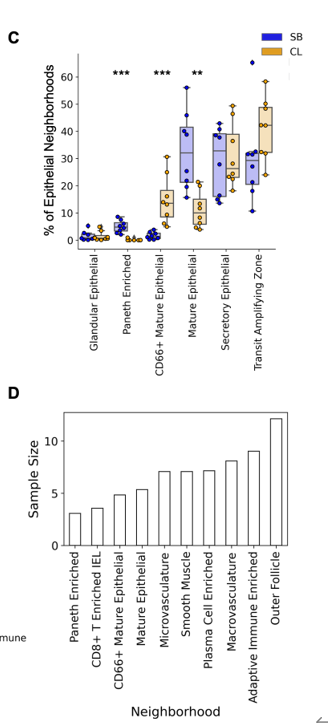 C
SB
CL
% of Epithelial Neighborhoods
60
50
40
30
20
10
0
*** *** **
Glandular Epithelial
Paneth Enriched
CD66+ Mature Epithelial
Mature Epithelial
Secretory Epithelial
Transit Amplifying Zone
D
Sample Size
10
5
0
Paneth Enriched
CD8+ T Enriched IEL
CD66+ Mature Epithelial
Mature Epithelial
Microvasculature
Smooth Muscle
Plasma Cell Enriched
Macrovasculature
Adaptive Immune Enriched
Outer Follicle
mune
Neighborhood